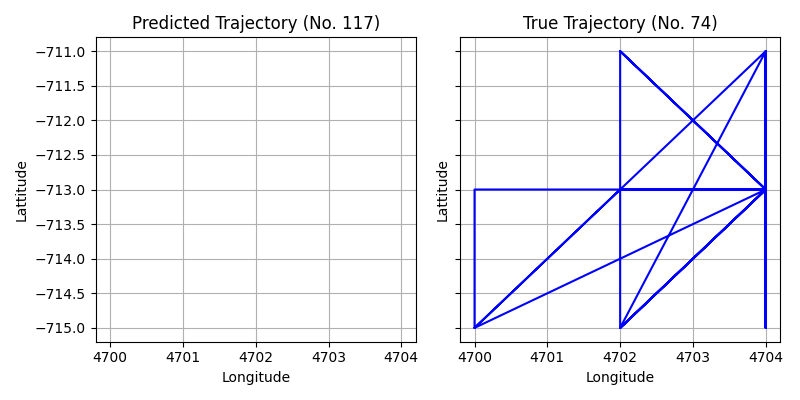 Predicted Trajectory (No. 117)
True Trajectory (No. 74)
−711.0
−711.5
−712.0
−712.5
−713.0
−713.5
−714.0
−714.5
−715.0
Lattitude
Lattitude
4700 4701 4702 4703 4704
4700 4701 4702 4703 4704
Longitude
Longitude